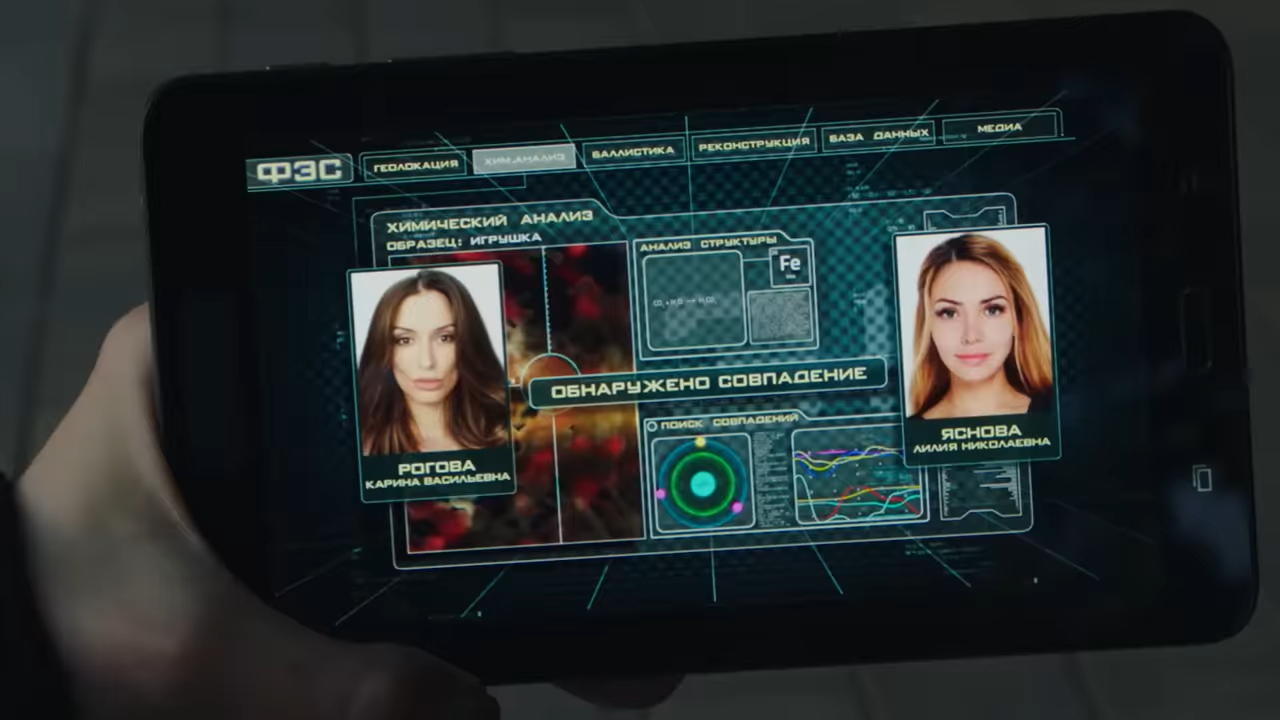 ФЭС
ГЕОЛОКАЦИЯ
ХИМ.АНАЛИЗ
БАЛЛИСТИКА
РЕКОНСТРУКЦИЯ
БАЗА ДАННЫХ
МЕДИА
ХИМИЧЕСКИЙ АНАЛИЗ
ОБРАЗЕЦ: ИГРУШКА
АНАЛИЗ СТРУКТУРЫ
Fe
ОБНАРУЖЕНО СОВПАДЕНИЕ
ПОИСК СОВПАДЕНИЙ
РОГОВА
КАРИНА ВАСИЛЬЕВНА
ЯСНОВА
ЛИЛИЯ НИКОЛАЕВНА